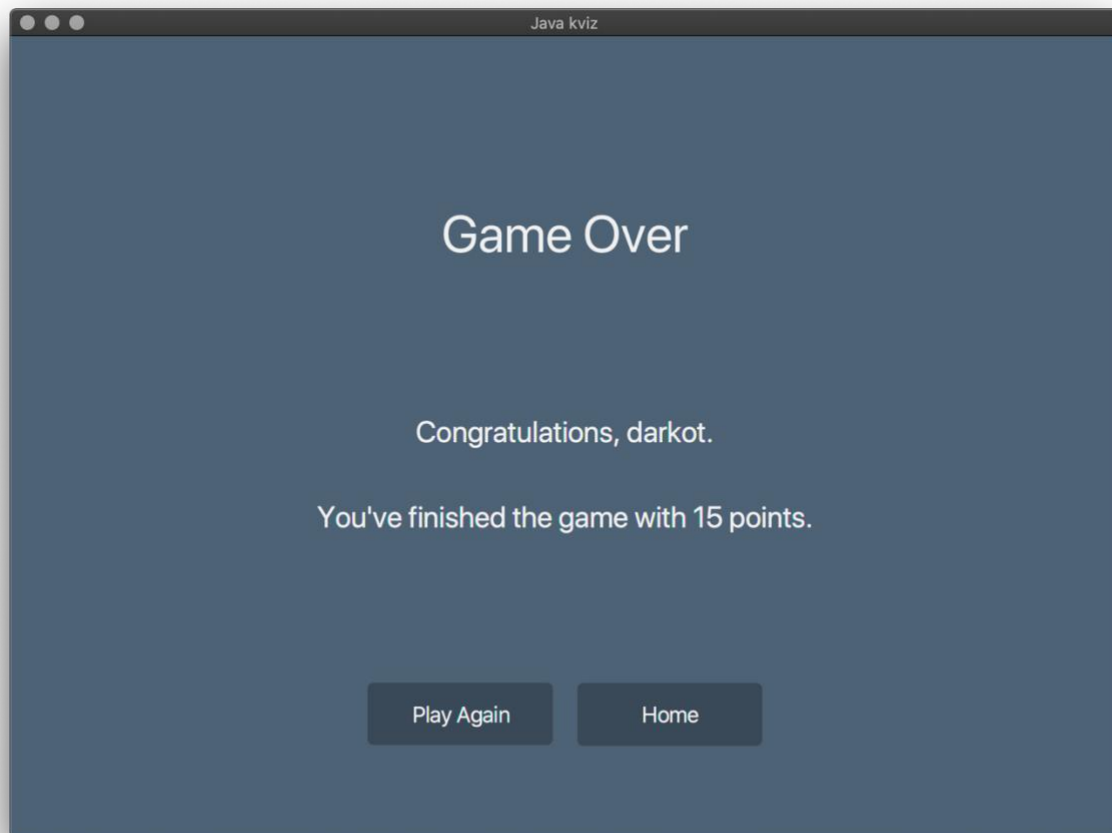 Java kviz
Game Over
Congratulations, darkot.
You've finished the game with 15 points.
Play Again
Home